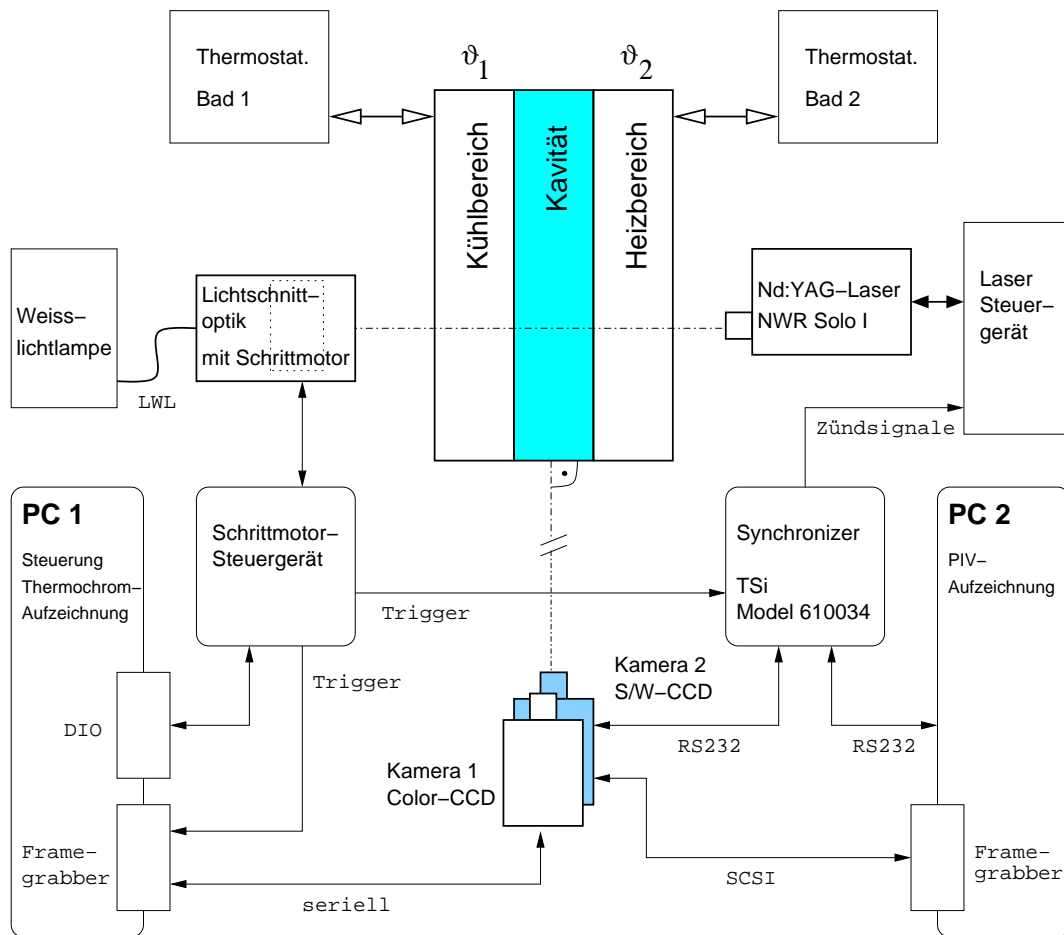 Thermostat.
Bad 1
ϑ1
ϑ2
Thermostat.
Bad 2
Kühlbereich
Kavität
Heizbereich
Weiss–
lichtlampe
LWL
Lichtschnitt–
optik
mit Schrittmotor
Nd:YAG–Laser
NWR Solo I
Laser
Steuer–
gerät
Zündsignale
PC 1
Steuerung
Thermochrom–
Aufzeichnung
Schrittmotor–
Steuergerät
Trigger
Synchronizer
TSi
Model 610034
PC 2
PIV–
Aufzeichnung
Trigger
DIO
Kamera 2
S/W–CCD
RS232
RS232
Kamera 1
Color–CCD
Frame–
grabber
seriell
SCSI
Frame–
grabber